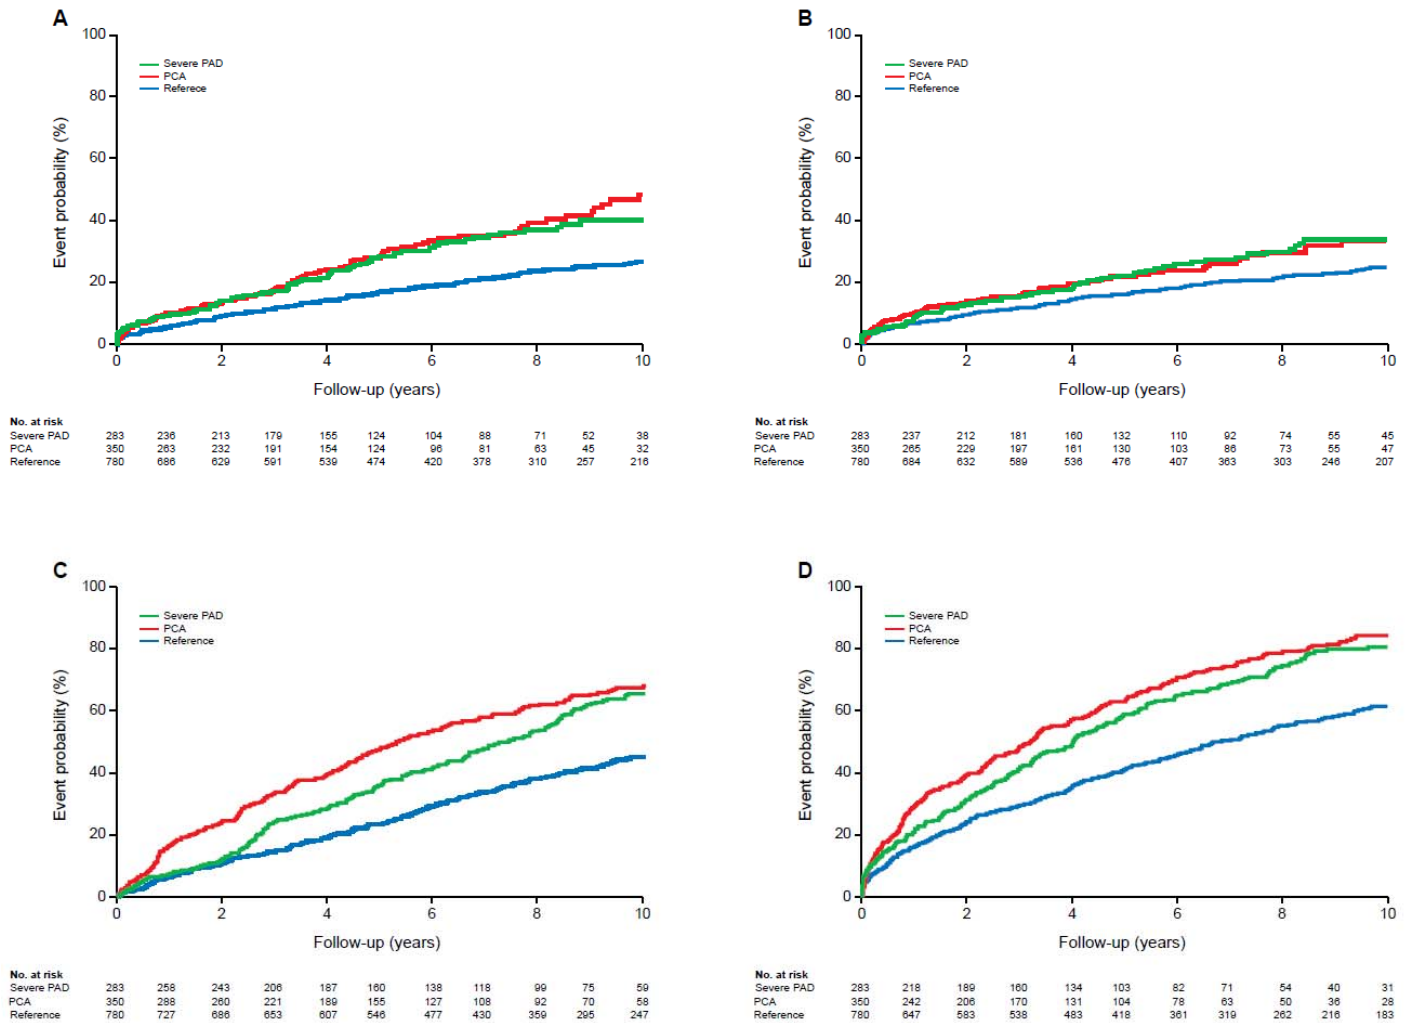 A
100
80
60
40
20
0
Event probability (%)
Severe PAD
PCA
Referece
0 2 4 6 8 10
Follow-up (years)
No. at risk
Severe PAD 283 236 213 179 155 124 104 88 71 52 38
PCA 350 263 232 191 154 124 96 81 63 45 32
Reference 780 686 629 591 539 474 420 378 310 257 216
B
100
80
60
40
20
0
Event probability (%)
Severe PAD
PCA
Reference
0 2 4 6 8 10
Follow-up (years)
No. at risk
Severe PAD 283 237 212 181 160 132 110 92 74 55 45
PCA 350 265 229 197 161 130 103 86 73 55 47
Reference 780 684 632 589 536 476 407 363 303 246 207
C
100
80
60
40
20
0
Event probability (%)
Severe PAD
PCA
Reference
0 2 4 6 8 10
Follow-up (years)
No. at risk
Severe PAD 283 258 243 206 187 160 138 118 99 75 59
PCA 350 288 260 221 189 155 127 108 92 70 58
Reference 780 727 686 653 607 546 477 430 359 295 247
D
100
80
60
40
20
0
Event probability (%)
Severe PAD
PCA
Reference
0 2 4 6 8 10
Follow-up (years)
No. at risk
Severe PAD 283 218 189 160 134 103 82 71 54 40 31
PCA 350 242 206 170 131 104 78 63 50 36 28
Reference 780 647 583 538 483 418 361 319 262 216 183